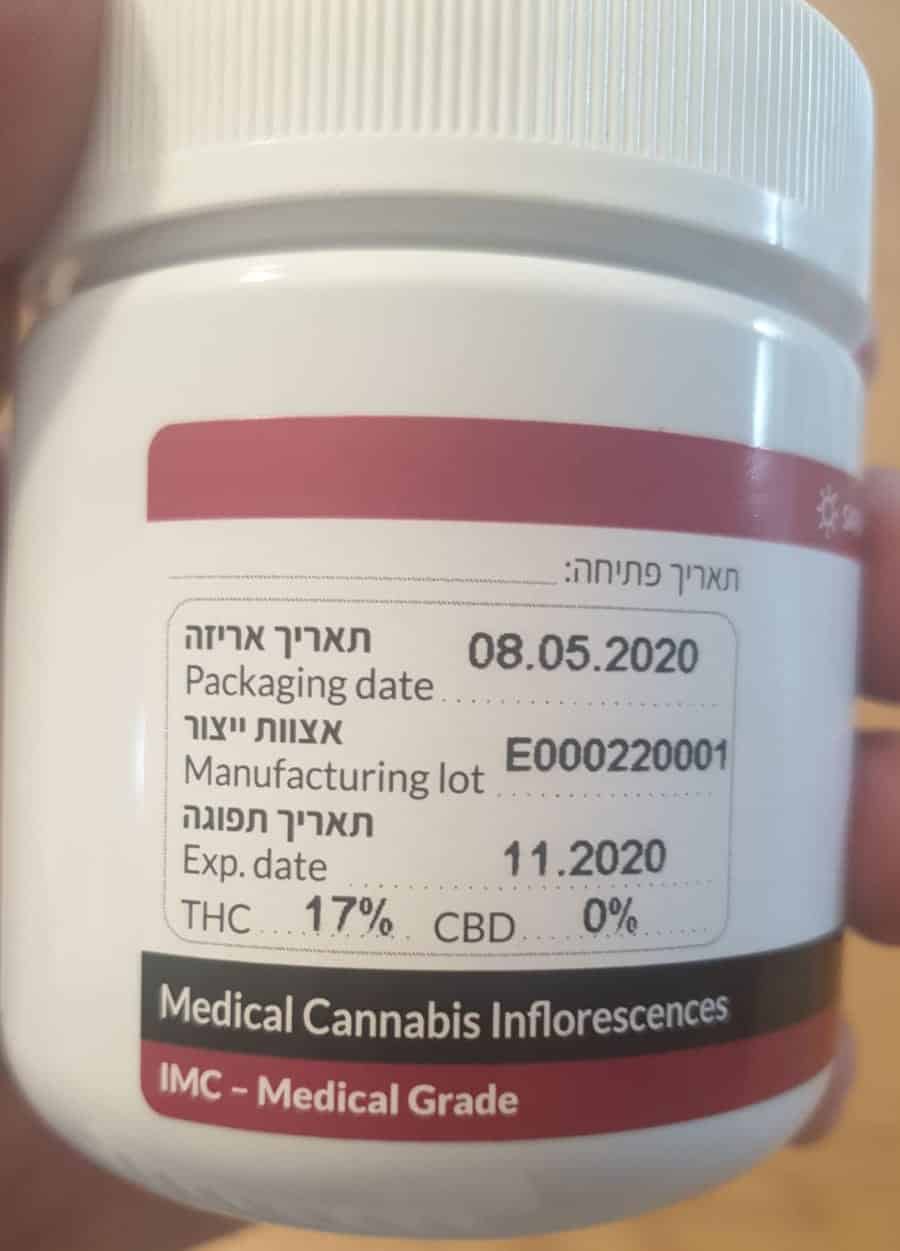 תאריך פתיחה:
תאריך אריזה
Packaging date 08.05.2020
אצוות ייצור
Manufacturing lot E000220001
תאריך תפוגה
Exp. date 11.2020
THC 17% CBD 0%
Medical Cannabis Inflorescences
IMC – Medical Grade